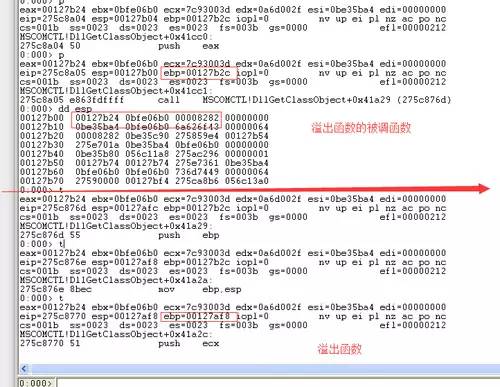 0:000> p
eax=00127b24 ebx=0bfe06b0 ecx=7c93003d edx=0a6d002f esi=0be35ba4 edi=00000000
eip=275c8a04 esp=00127b04 ebp=00127b2c iopl=0 nv up ei pl nz ac po nc
cs=001b ss=0023 ds=0023 es=0023 fs=003b gs=0000 efl=00000212
MSCOMCTL!DllGetClassObject+0x41cc0:
275c8a04 50 push eax
0:000> p
eax=00127b24 ebx=0bfe06b0 ecx=7c93003d edx=0a6d002f esi=0be35ba4 edi=00000000
eip=275c8a05 esp=00127b00 ebp=00127b2c iopl=0 nv up ei pl nz ac po nc
cs=001b ss=0023 ds=0023 es=0023 fs=003b gs=0000 efl=00000212
MSCOMCTL!DllGetClassObject+0x41cc1:
275c8a05 e863fdffff call MSCOMCTL!DllGetClassObject+0x41a29 (275c876d)
0:000> dd esp
00127b00 00127b24 0bfe06b0 00008282 00000000
00127b10 0be35ba4 0bfe06b0 6a626f43 00000064
00127b20 00008282 0be35c90 275859e4 00127b54
00127b30 275e701a 0be35ba4 0bfe06b0 00000000
00127b40 0be35b80 056c11a8 275ac296 00000001
00127b50 00127b74 00127b74 275e7361 0be35ba4
00127b60 0bfe06b0 0bfe06b0 736d7449 00000064
00127b70 27590000 00127bf4 275ca8b6 056c13a0
溢出函数的被调函数
0:000> t
eax=00127b24 ebx=0bfe06b0 ecx=7c93003d edx=0a6d002f esi=0be35ba4 edi=00000000
eip=275c876d esp=00127afc ebp=00127b2c iopl=0 nv up ei pl nz ac po nc
cs=001b ss=0023 ds=0023 es=0023 fs=003b gs=0000 efl=00000212
MSCOMCTL!DllGetClassObject+0x41a29:
275c876d 55 push ebp
0:000> t
eax=00127b24 ebx=0bfe06b0 ecx=7c93003d edx=0a6d002f esi=0be35ba4 edi=00000000
eip=275c876e esp=00127af8 ebp=00127b2c iopl=0 nv up ei pl nz ac po nc
cs=001b ss=0023 ds=0023 es=0023 fs=003b gs=0000 efl=00000212
MSCOMCTL!DllGetClassObject+0x41a2a:
275c876e 8bec mov ebp,esp
0:000> t
eax=00127b24 ebx=0bfe06b0 ecx=7c93003d edx=0a6d002f esi=0be35ba4 edi=00000000
eip=275c8770 esp=00127af8 ebp=00127af8 iopl=0 nv up ei pl nz ac po nc
cs=001b ss=0023 ds=0023 es=0023 fs=003b gs=0000 efl=00000212
MSCOMCTL!DllGetClassObject+0x41a2c:
275c8770 51 push ecx
溢出函数
0:000>